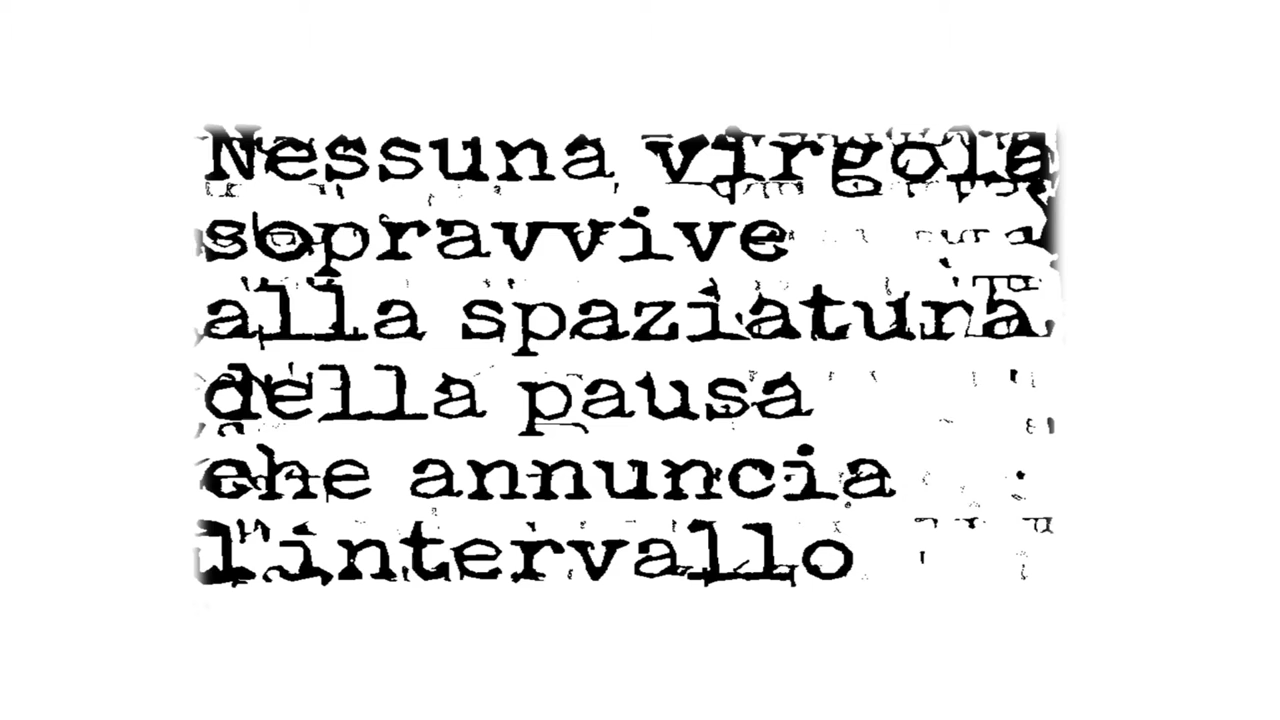 Nessuna virgola
sopravvive
alla spaziatura
della pausa
che annuncia
l'intervallo